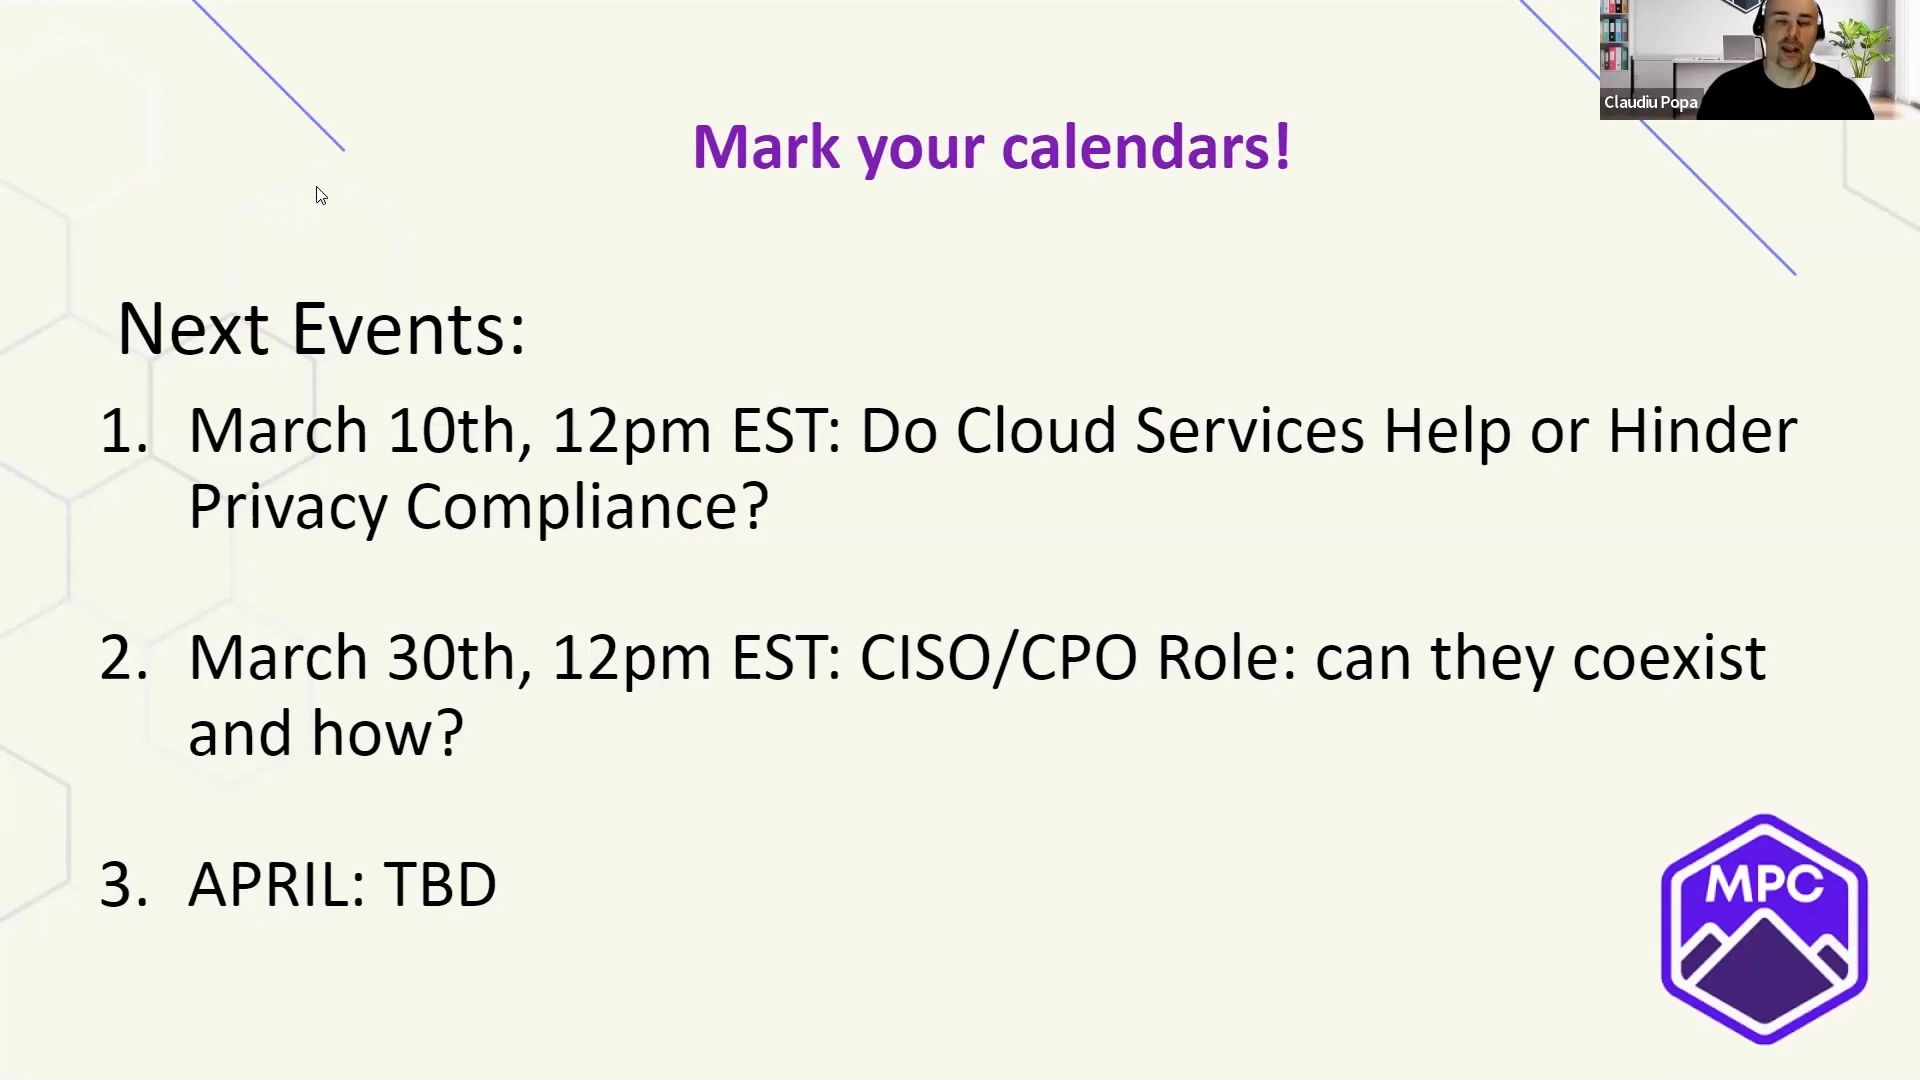 Claudiu Popa
Mark your calendars!
Next Events:
1. March 10th, 12pm EST: Do Cloud Services Help or Hinder
Privacy Compliance?
2. March 30th, 12pm EST: CISO/CPO Role: can they coexist
and how?
3. APRIL: TBD
MPC